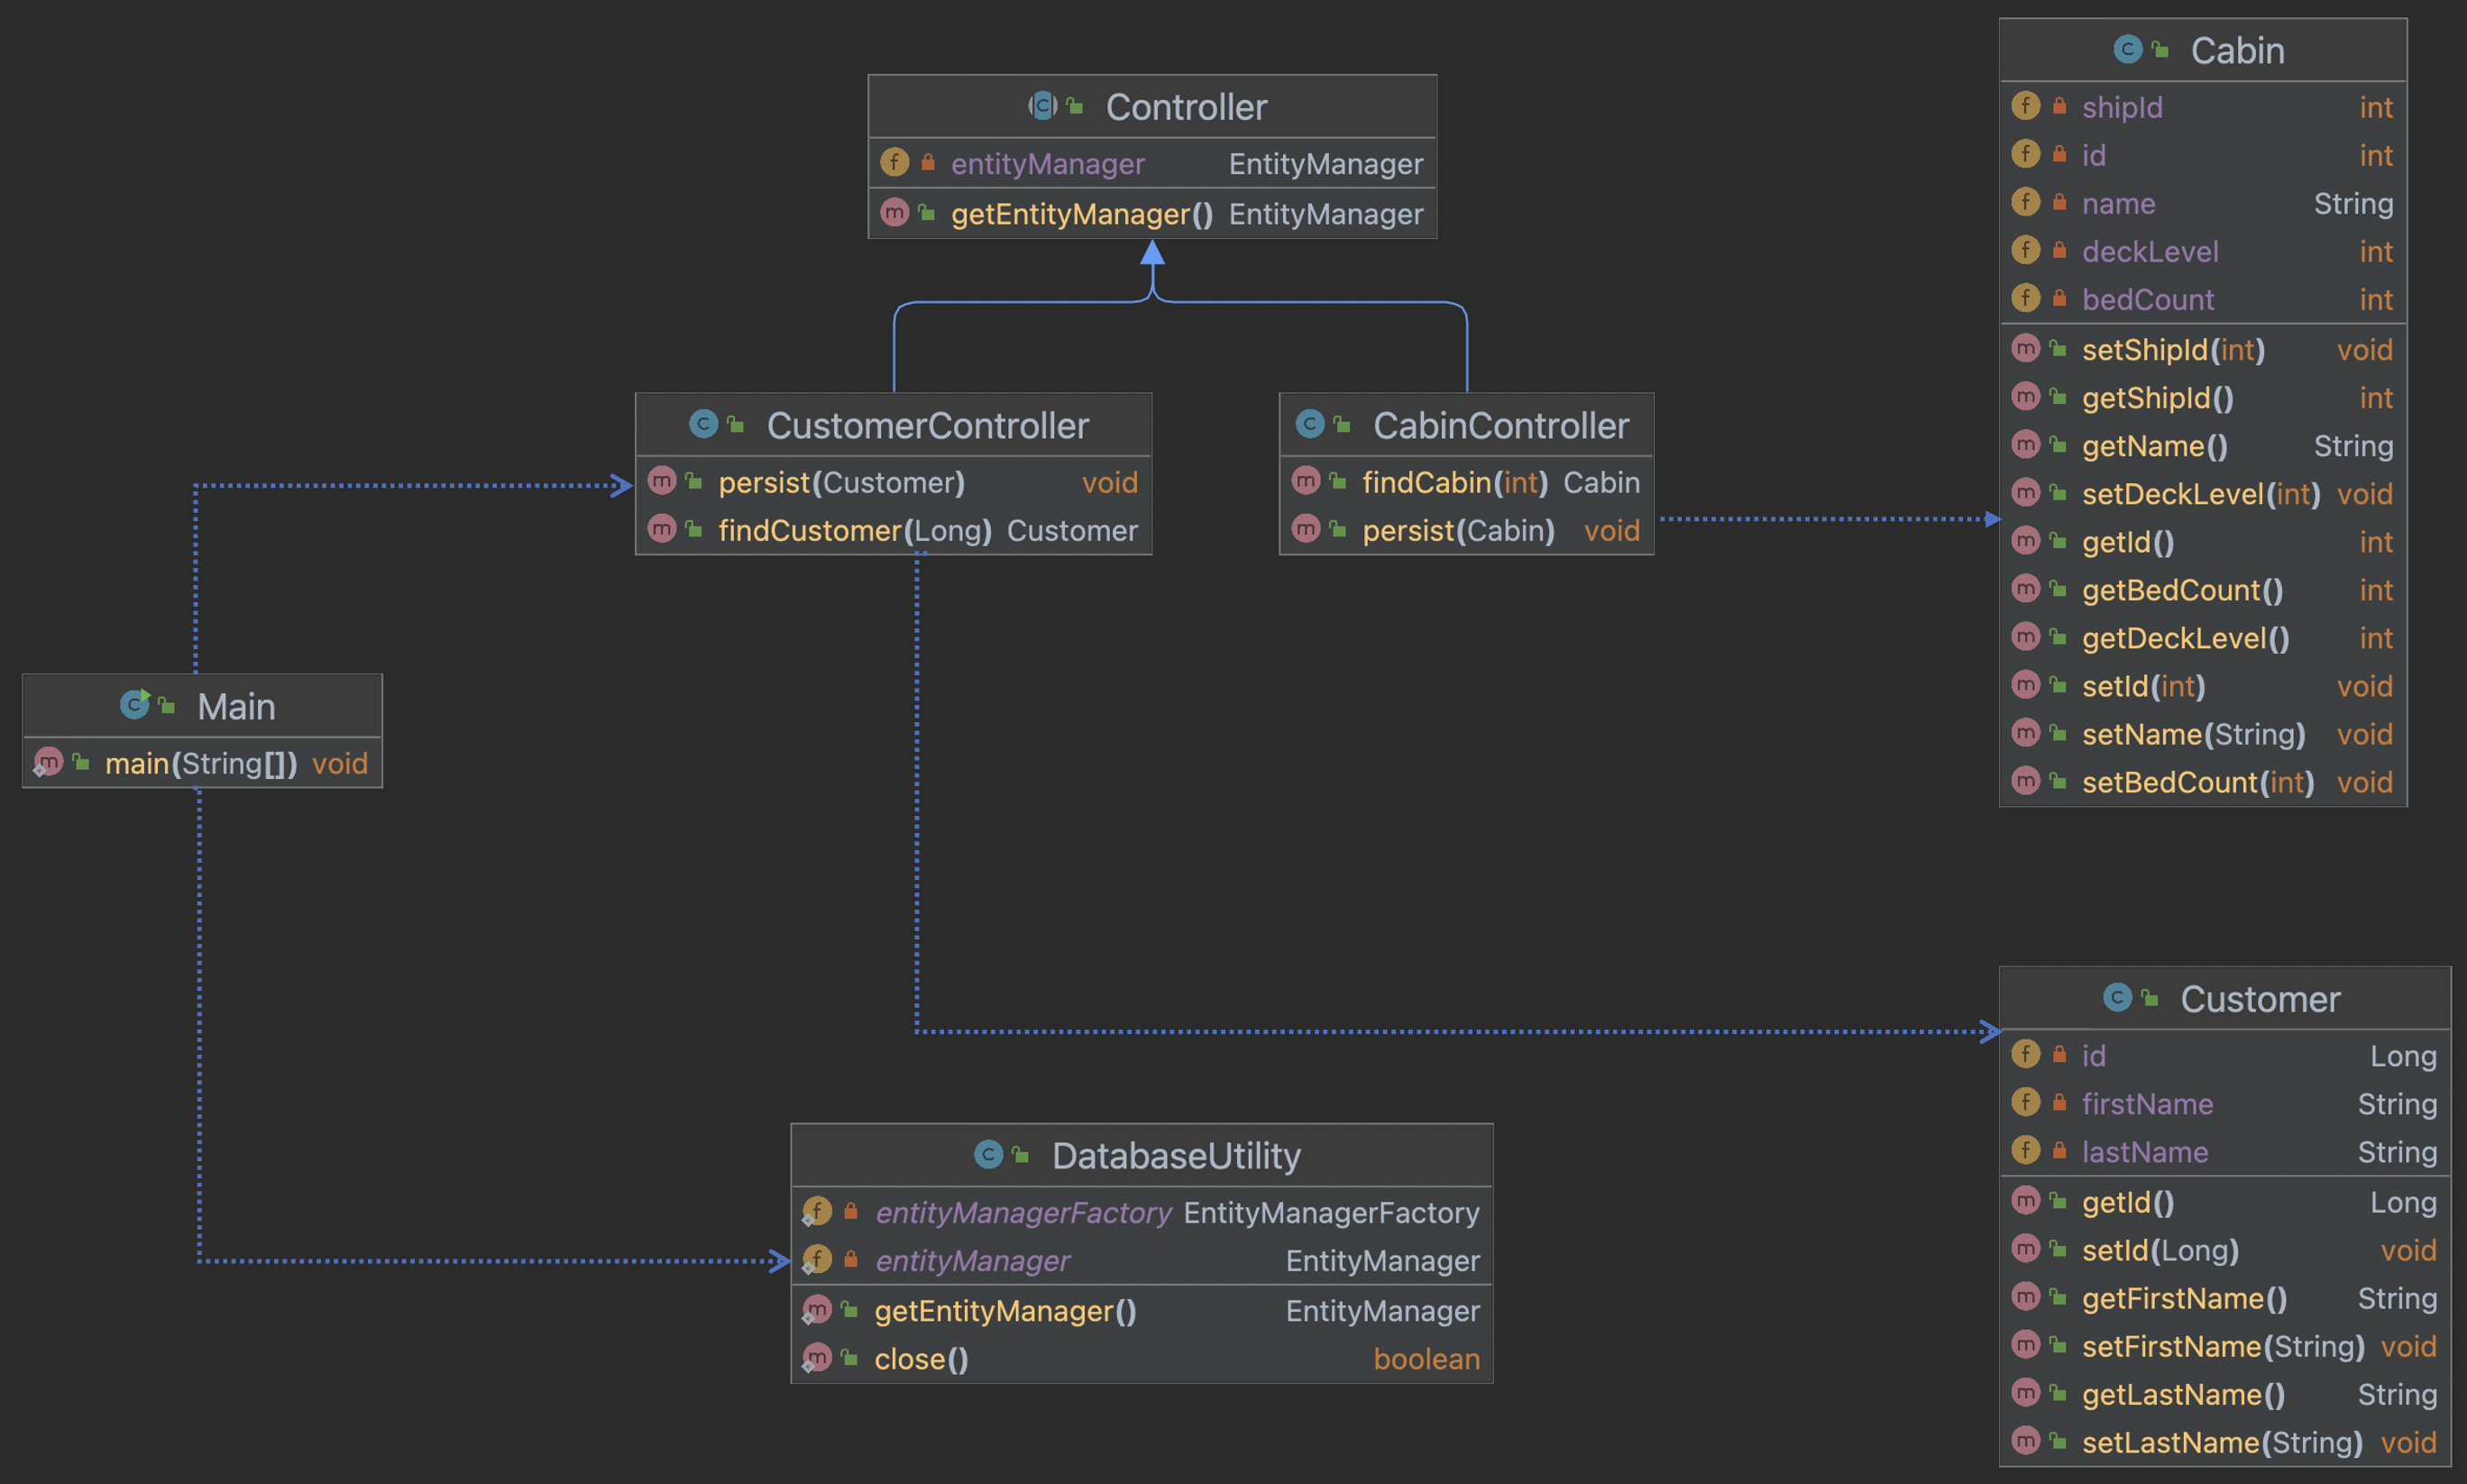 Controller
entityManager EntityManager
getEntityManager() EntityManager
CustomerController
persist(Customer) void
findCustomer(Long) Customer
CabinController
findCabin(int) Cabin
persist(Cabin) void
Cabin
shipId int
id int
name String
deckLevel int
bedCount int
setShipId(int) void
getShipId() int
getName() String
setDeckLevel(int) void
getId() int
getBedCount() int
getDeckLevel() int
setId(int) void
setName(String) void
setBedCount(int) void
Main
main(String[]) void
DatabaseUtility
entityManagerFactory EntityManagerFactory
entityManager EntityManager
getEntityManager() EntityManager
close() boolean
Customer
id Long
firstName String
lastName String
getId() Long
setId(Long) void
getFirstName() String
setFirstName(String) void
getLastName() String
setLastName(String) void